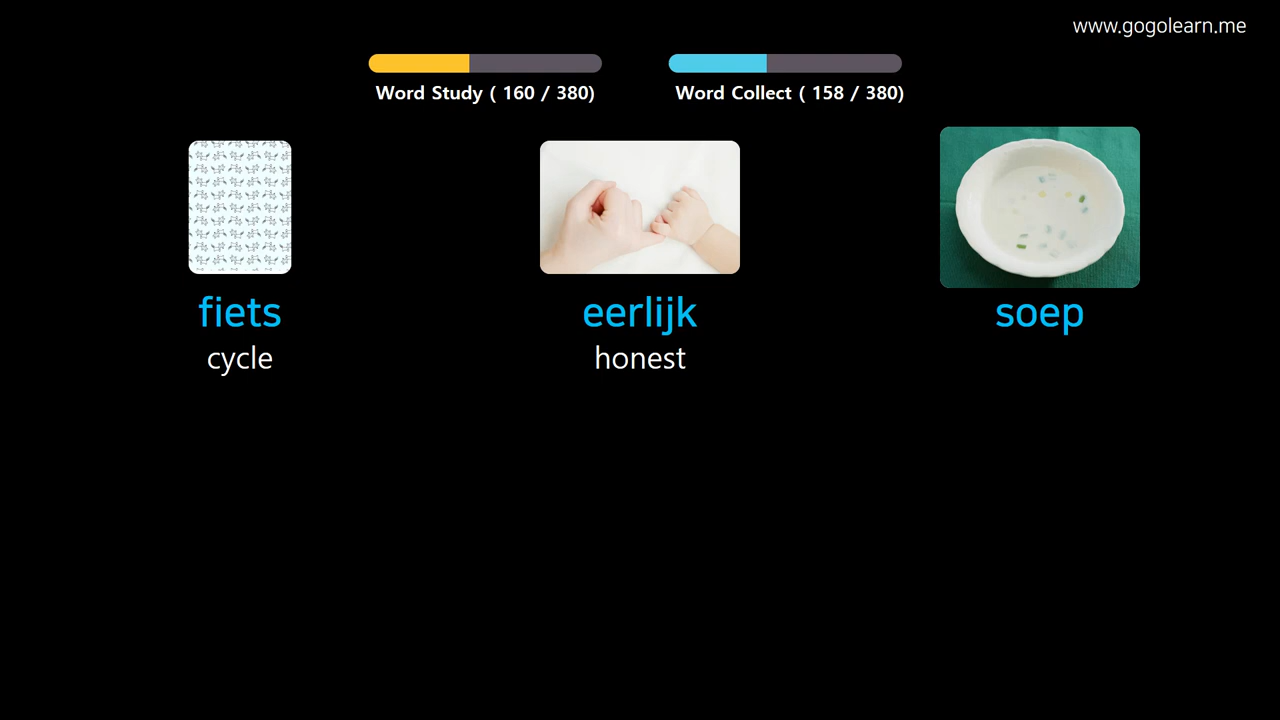 www.gogolearn.me
Word Study ( 160 / 380)
Word Collect ( 158 / 380)
fiets
eerlijk
soep
cycle
honest